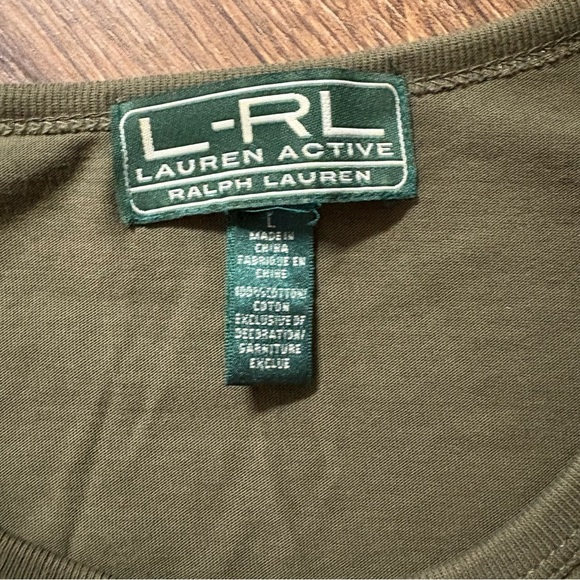 L-RL
LAUREN ACTIVE
RALPH LAUREN
L
MADE IN
CHINA
FABRIQUE EN
CHINE
100%COTTON/
COTON
EXCLUSIVE OF
DECORATION/
GARNITURE
EXCLUE